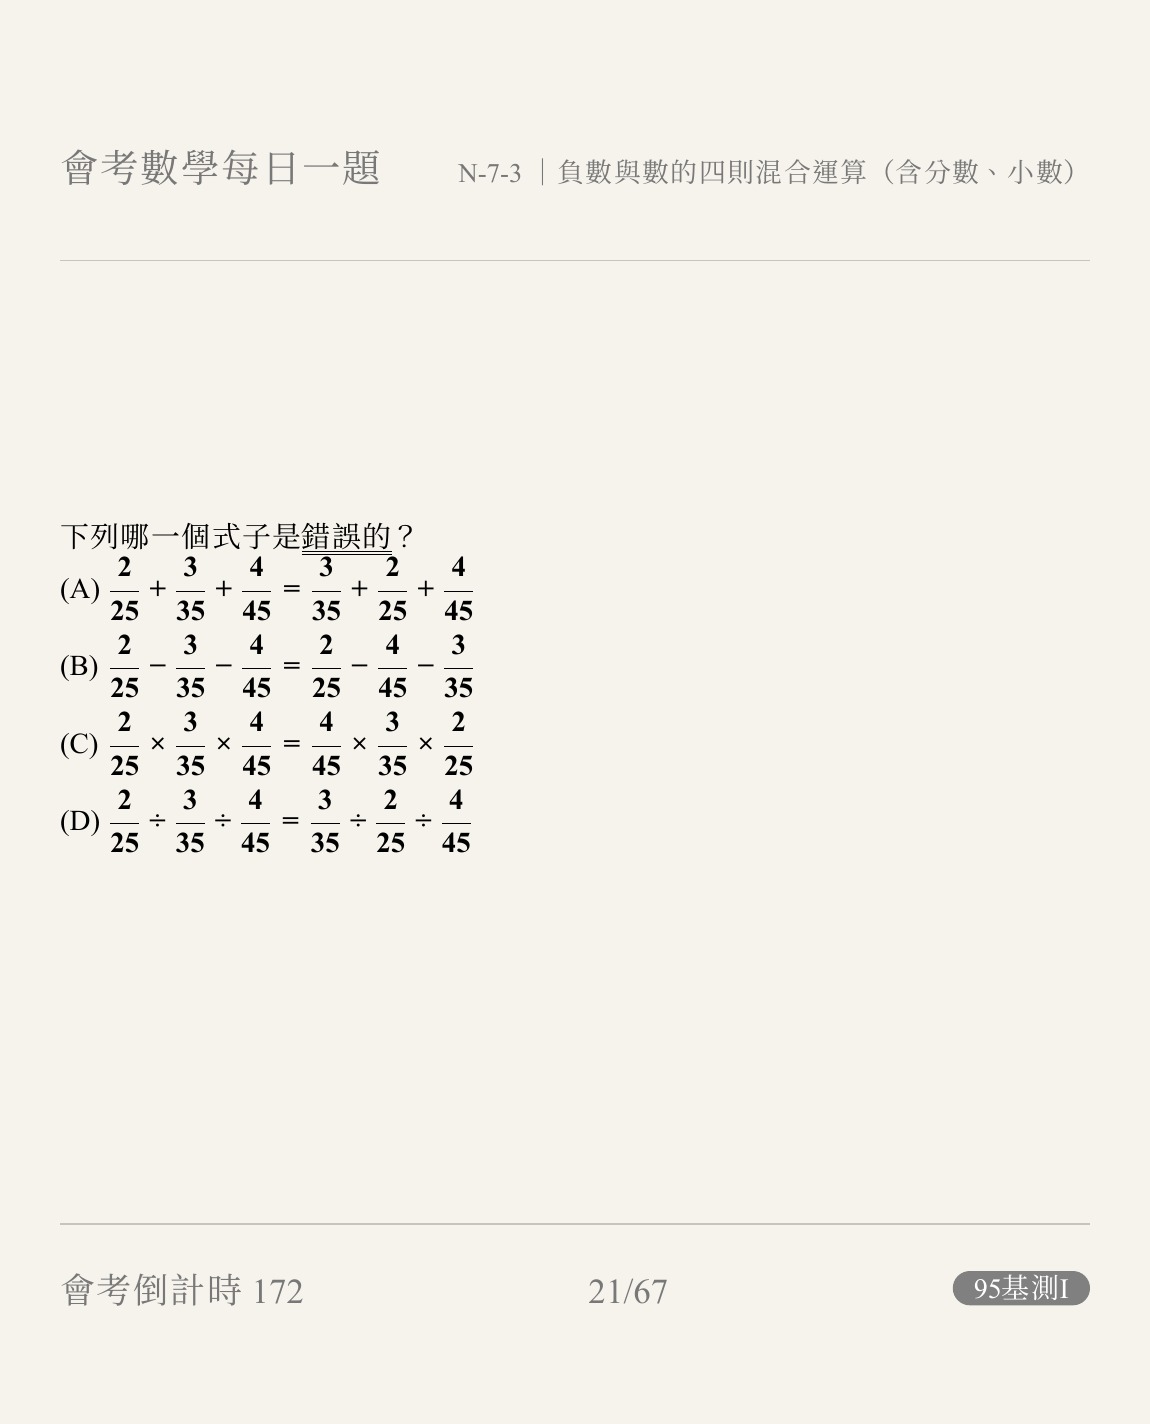 會考數學每日一題
N-7-3｜負數與數的四則混合運算（含分數、小數）
下列哪一個式子是錯誤的？
(A) 2/25 + 3/35 + 4/45 = 3/35 + 2/25 + 4/45
(B) 2/25 − 3/35 − 4/45 = 2/25 − 4/45 − 3/35
(C) 2/25 × 3/35 × 4/45 = 4/45 × 3/35 × 2/25
(D) 2/25 ÷ 3/35 ÷ 4/45 = 3/35 ÷ 2/25 ÷ 4/45
會考倒計時 172
21/67
95基測I